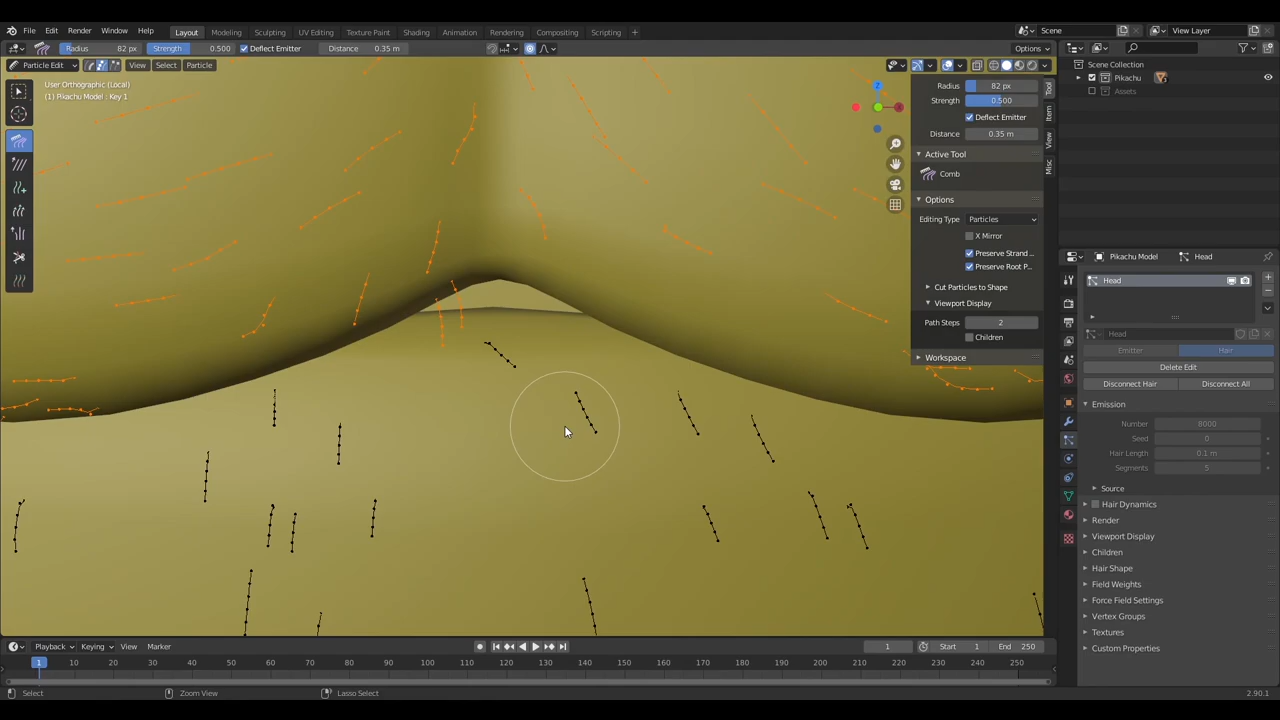 File Edit Render Window Help Layout Modeling Sculpting UV Editing Texture Paint Shading Animation Rendering Compositing Scripting Scene View Layer
Radius 82 px Strength 0.500 Deflect Emitter Distance 0.35 m Options
Particle Edit View Select Particle
User Orthographic (Local)
(1) Pikachu Model : Key 1
Z
Radius 82 px
Strength 0.500
Deflect Emitter
Distance 0.35 m
Active Tool
Comb
Options
Editing Type Particles
X Mirror
Preserve Strand ...
Preserve Root P...
Cut Particles to Shape
Viewport Display
Path Steps 2
Children
Workspace
Tool
Item
View
Misc
Scene Collection
Pikachu
Assets
Pikachu Model Head
Head
Head
Emitter Hair
Delete Edit
Disconnect Hair Disconnect All
Emission
Number 8000
Seed 0
Hair Length 0.1 m
Segments 5
Source
Hair Dynamics
Render
Viewport Display
Children
Hair Shape
Field Weights
Force Field Settings
Vertex Groups
Textures
Custom Properties
Playback Keying View Marker 1 Start 1 End 250
1 10 20 30 40 50 60 70 80 90 100 110 120 130 140 150 160 170 180 190 200 210 220 230 240 250
Select Zoom View Lasso Select 2.90.1